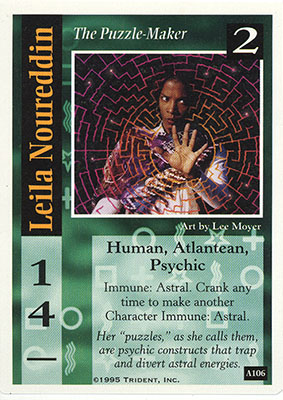 The Puzzle-Maker
2
Leila Noureddin
Art by Lee Moyer
1
4
Human, Atlantean,
Psychic
Immune: Astral. Crank any
time to make another
Character Immune: Astral.
Her “puzzles,” as she calls them,
are psychic constructs that trap
and divert astral energies.
©1995 TRIDENT, INC.
A106